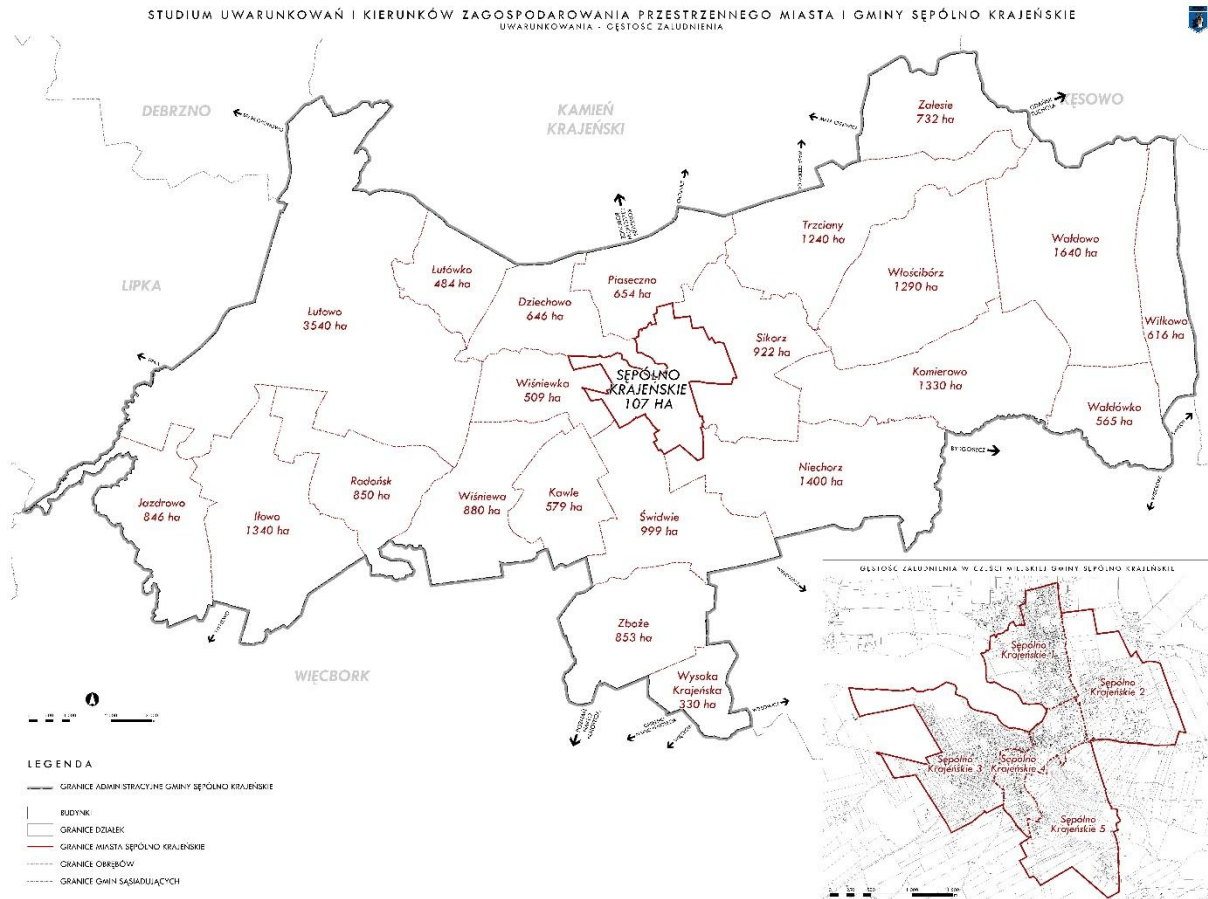 STUDIUM UWARUNKOWAŃ I KIERUNKÓW ZAGOSPODAROWANIA PRZESTRZENNEGO MIASTA I GMINY SĘPÓLNO KRAJEŃSKIE
UWARUNKOWANIA - GĘSTOŚĆ ZALUDNIENIA
DEBRZNO
KAMIEŃ
KRAJEŃSKI
KĘSOWO
Zalesie
732 ha
Trzciany
1240 ha
Wałdowo
1640 ha
Lutówko
484 ha
Włościbórz
1290 ha
LIPKA
Piaseczno
654 ha
Dziechowo
646 ha
Lutowo
3540 ha
Wilkowo
616 ha
Sikorz
922 ha
Komierowo
1330 ha
Wiśniewka
509 ha
SĘPÓLNO
KRAJEŃSKIE
107 HA
Wałdówko
565 ha
BYDGOSZCZ
Niechorz
1400 ha
Radońsk
850 ha
Wiśniewa
880 ha
Kawle
579 ha
Jazdrowo
846 ha
Iłowo
1340 ha
Świdwie
999 ha
Zboże
853 ha
WIĘCBORK
Wysoka
Krajeńska
330 ha
GĘSTOŚĆ ZALUDNIENIA W CZĘŚCI MIEJSKIEJ GMINY SĘPÓLNO KRAJEŃSKIE
Sępólno
Krajeńskie 1
Sępólno
Krajeńskie 2
Sępólno
Krajeńskie 3
Sępólno
Krajeńskie 4
Sępólno
Krajeńskie 5
LEGENDA
GRANICE ADMINISTRACYJNE GMINY SĘPÓLNO KRAJEŃSKIE
BUDYNKI
GRANICE DZIAŁEK
GRANICE MIASTA SĘPÓLNO KRAJEŃSKIE
GRANICE OBRĘBÓW
GRANICE GMIN SĄSIADUJĄCYCH